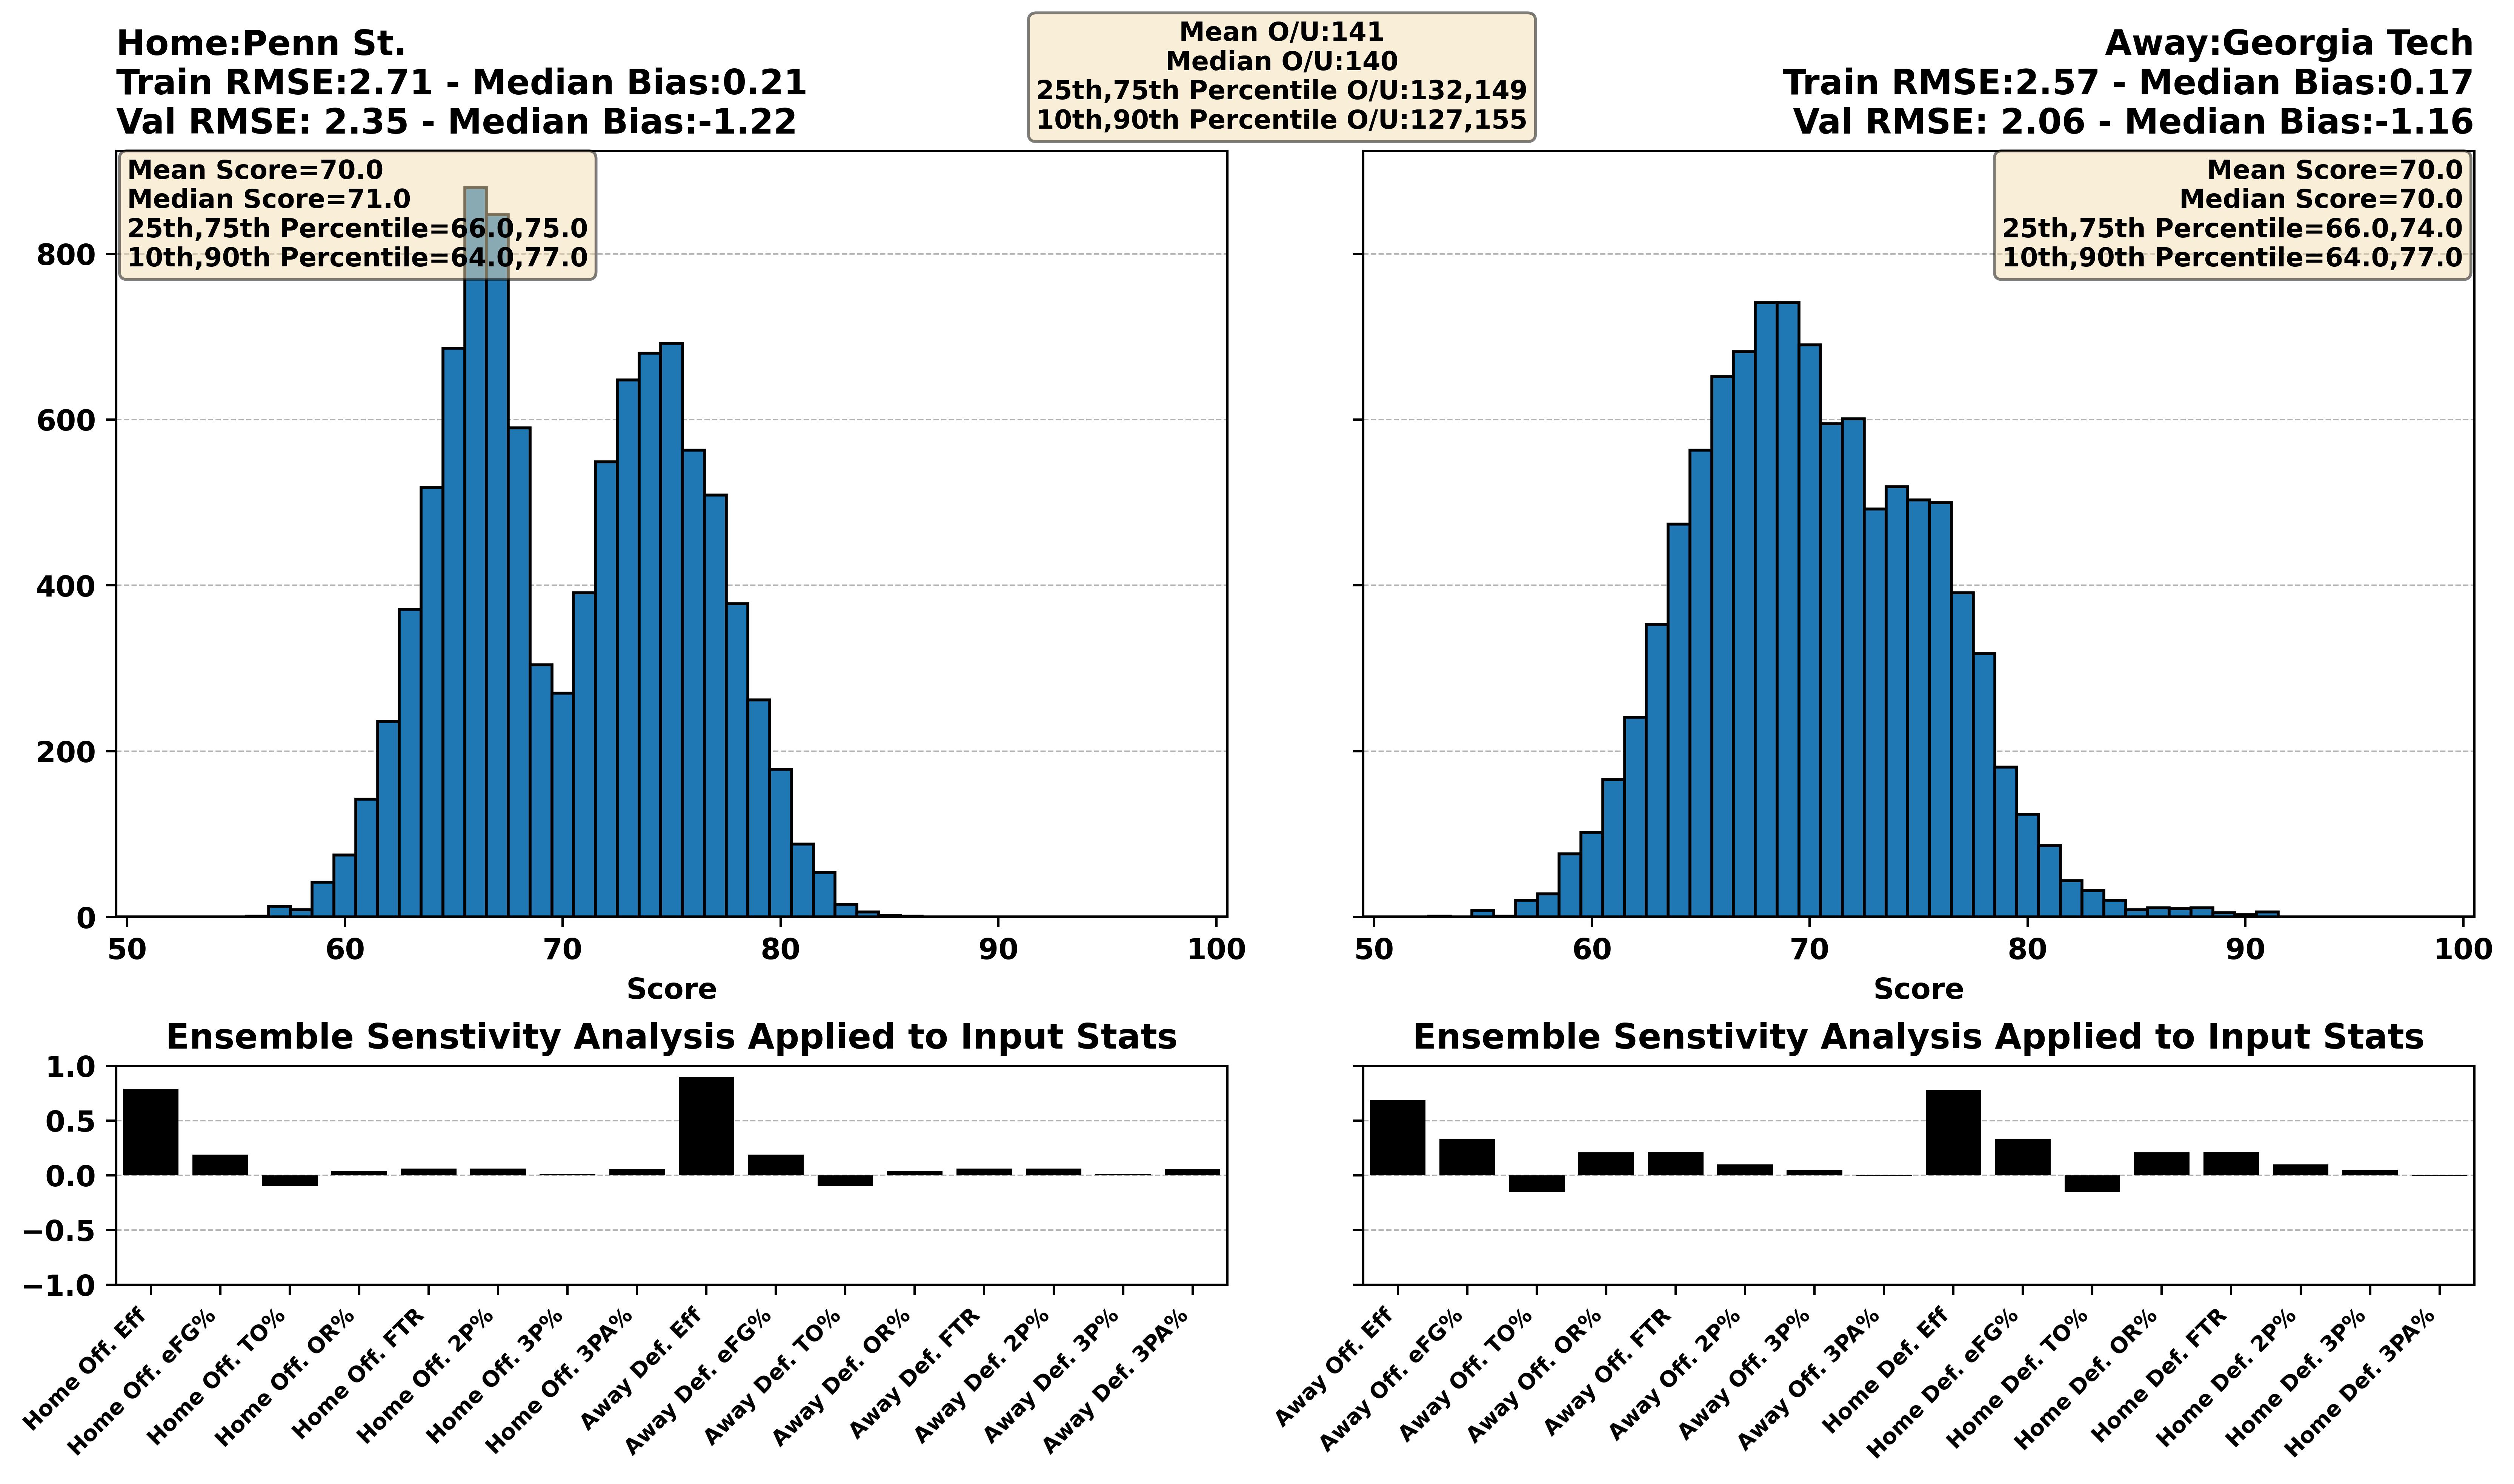 Mean O/U:141
Median O/U:140
25th,75th Percentile O/U:132,149
10th,90th Percentile O/U:127,155
Home:Penn St.
Train RMSE:2.71 - Median Bias:0.21
Val RMSE: 2.35 - Median Bias:-1.22
Away:Georgia Tech
Train RMSE:2.57 - Median Bias:0.17
Val RMSE: 2.06 - Median Bias:-1.16
Mean Score=70.0
Median Score=71.0
25th,75th Percentile=66.0,75.0
10th,90th Percentile=64.0,77.0
800
600
400
200
0
50 60 70 80 90 100
Score
Mean Score=70.0
Median Score=70.0
25th,75th Percentile=66.0,74.0
10th,90th Percentile=64.0,77.0
50 60 70 80 90 100
Score
Ensemble Senstivity Analysis Applied to Input Stats
1.0
0.5
0.0
−0.5
−1.0
Home Off. Eff
Home Off. eFG%
Home Off. TO%
Home Off. OR%
Home Off. FTR
Home Off. 2P%
Home Off. 3P%
Home Off. 3PA%
Away Def. Eff
Away Def. eFG%
Away Def. TO%
Away Def. OR%
Away Def. FTR
Away Def. 2P%
Away Def. 3P%
Away Def. 3PA%
Ensemble Senstivity Analysis Applied to Input Stats
Away Off. Eff
Away Off. eFG%
Away Off. TO%
Away Off. OR%
Away Off. FTR
Away Off. 2P%
Away Off. 3P%
Away Off. 3PA%
Home Def. Eff
Home Def. eFG%
Home Def. TO%
Home Def. OR%
Home Def. FTR
Home Def. 2P%
Home Def. 3P%
Home Def. 3PA%